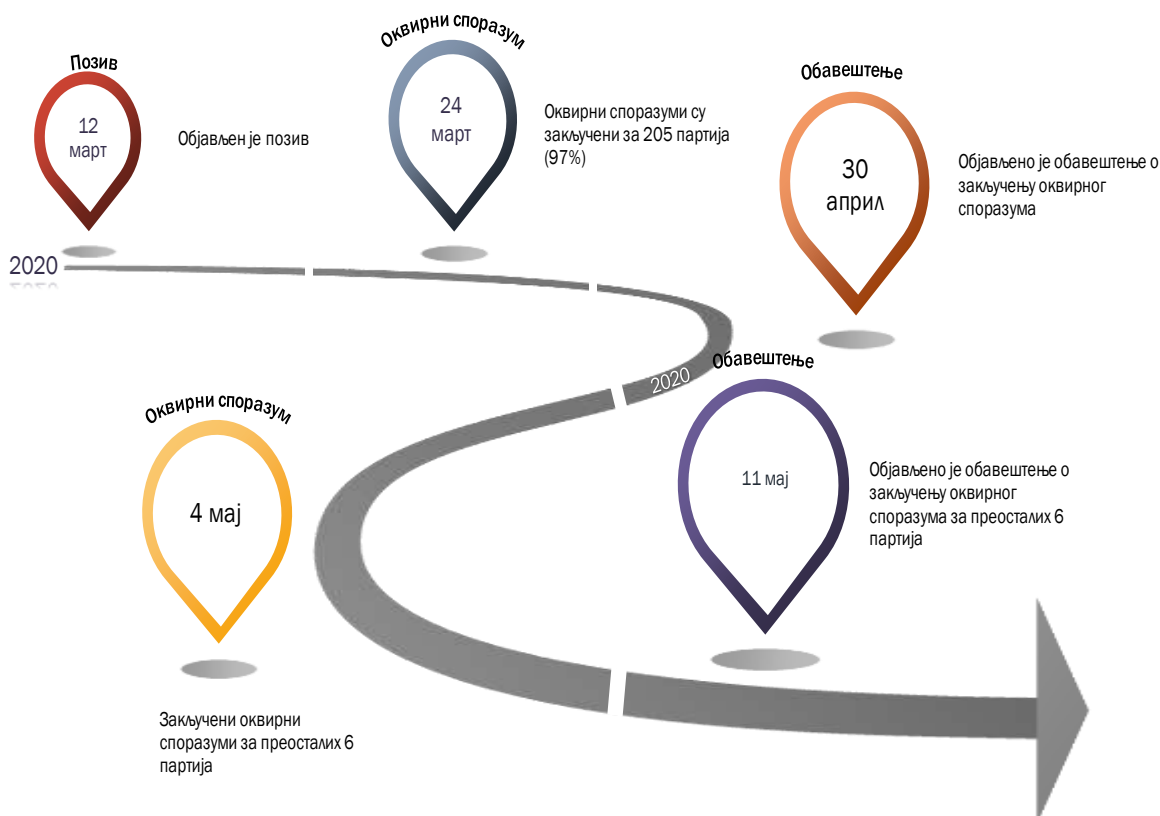 Позив
12
март
Објављен је позив
Оквирни споразум
24
март
Оквирни споразуми су
закључени за 205 партија
(97%)
Обавештење
30
април
Објављено је обавештење о
закључењу оквирног
споразума
2020
2020
Оквирни споразум
4 мај
Закључени оквирни
споразуми за преосталих 6
партија
Обавештење
11 мај
Објављено је обавештење о
закључењу оквирног
споразума за преосталих 6
партија